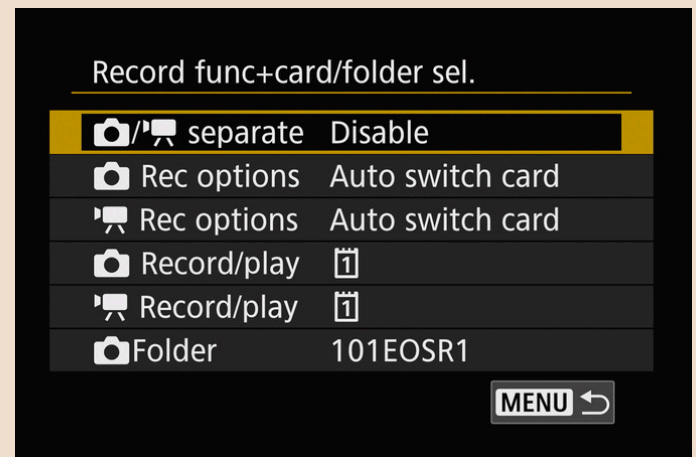 Record func+card/folder sel.
/ separate Disable
Rec options Auto switch card
Rec options Auto switch card
Record/play 1
Record/play 1
Folder 101EOSR1
MENU